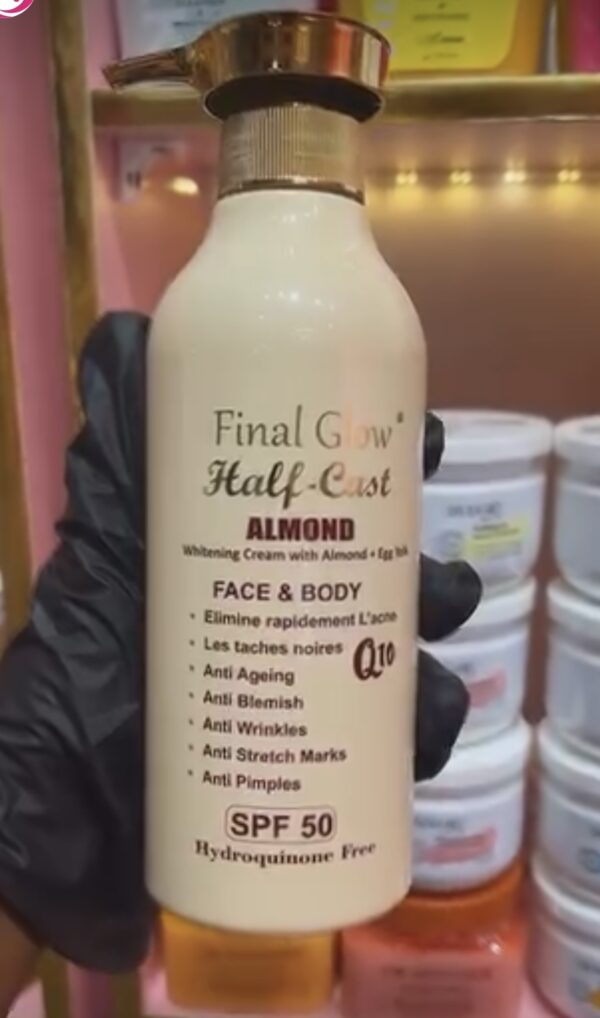 Final Glow
Half-Cast
ALMOND
Whitening Cream with Almond + Egg Yolk
FACE & BODY
• Elimine rapidement L'acne
• Les taches noires
Q10
• Anti Ageing
• Anti Blemish
• Anti Wrinkles
• Anti Stretch Marks
• Anti Pimples
SPF 50
Hydroquinone Free